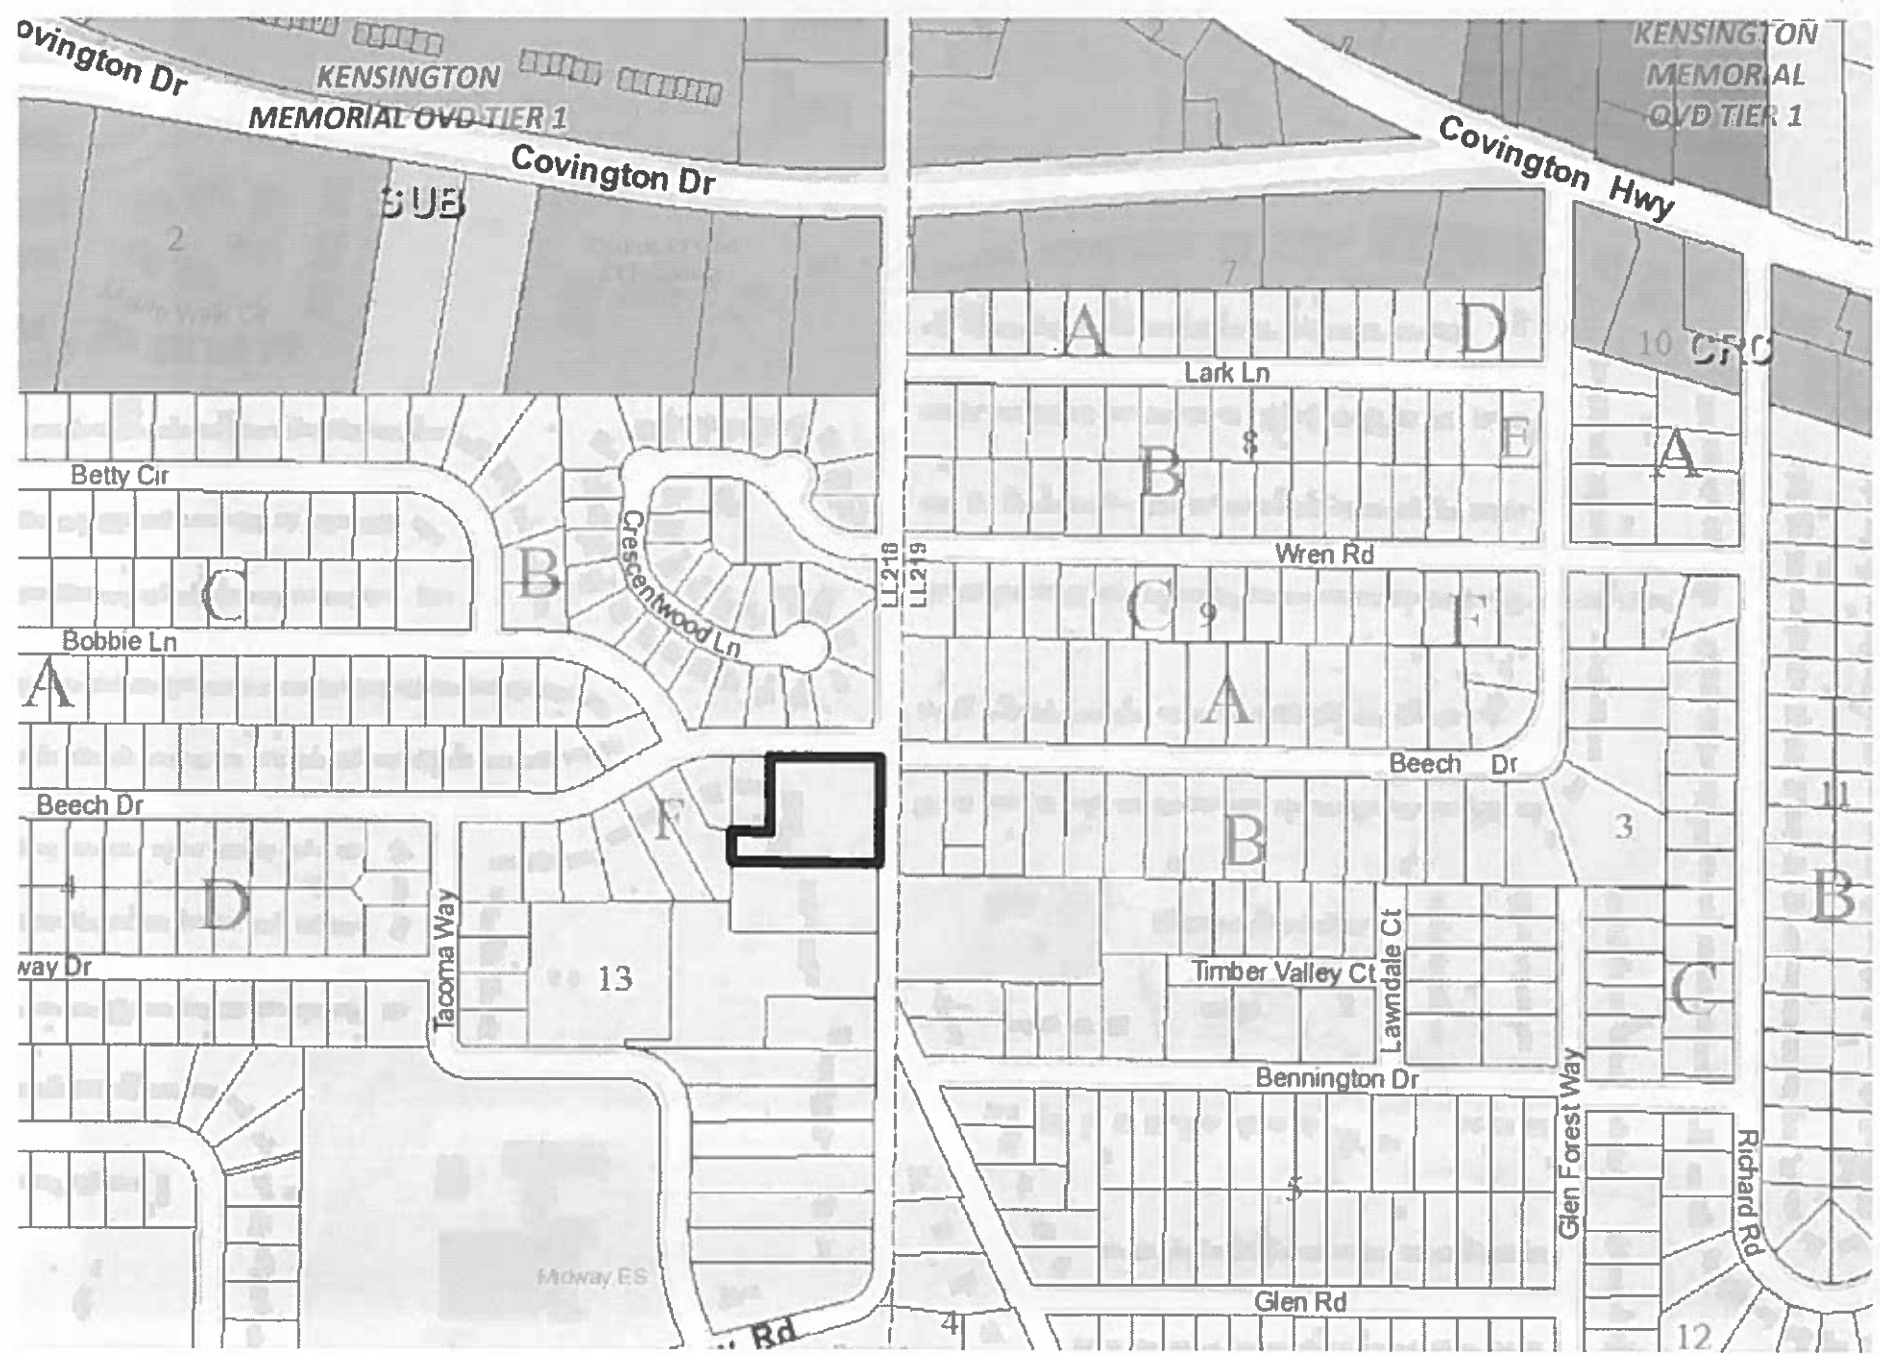 KENSINGTON
MEMORIAL OVD TIER 1
KENSINGTON
MEMORIAL
OVD TIER 1
ovington Dr
Covington Dr
Covington Hwy
SUB
2
2
7
A
D
10
CRC
7
Lark Ln
B
8
E
A
Betty Cir
Crescentwood Ln
B
C
LL218
LL219
Wren Rd
C
9
F
Bobbie Ln
A
A
Beech Dr
Beech Dr
F
B
3
11
4
D
Tacoma Way
B
way Dr
13
Timber Valley Ct
Lawndale Ct
C
Bennington Dr
Glen Forest Way
5
Richard Rd
Midway ES
Glen Rd
Rd
4
12